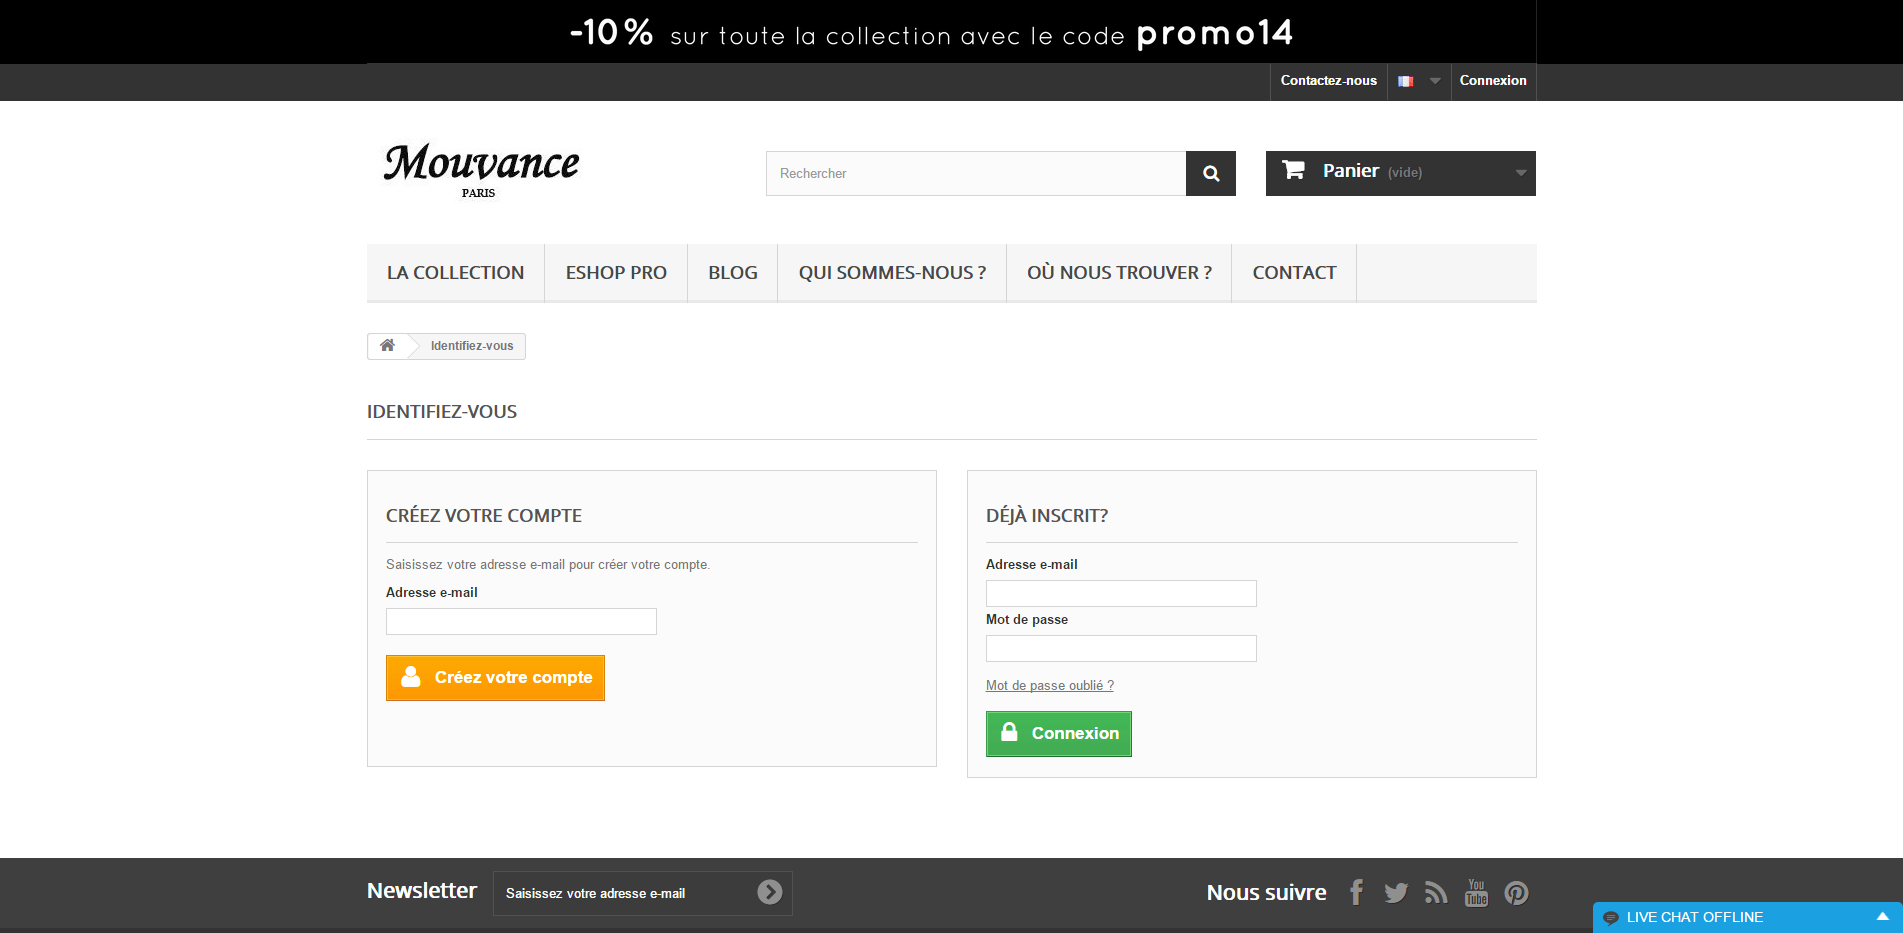 -10% sur toute la collection avec le code promo14
Contactez-nous
Connexion
Mouvance
PARIS
Rechercher
Panier (vide)
LA COLLECTION
ESHOP PRO
BLOG
QUI SOMMES-NOUS ?
OÙ NOUS TROUVER ?
CONTACT
Identifiez-vous
IDENTIFIEZ-VOUS
CRÉEZ VOTRE COMPTE
Saisissez votre adresse e-mail pour créer votre compte.
Adresse e-mail
Créez votre compte
DÉJÀ INSCRIT?
Adresse e-mail
Mot de passe
Mot de passe oublié ?
Connexion
Newsletter
Saisissez votre adresse e-mail
Nous suivre
You
Tube
LIVE CHAT OFFLINE